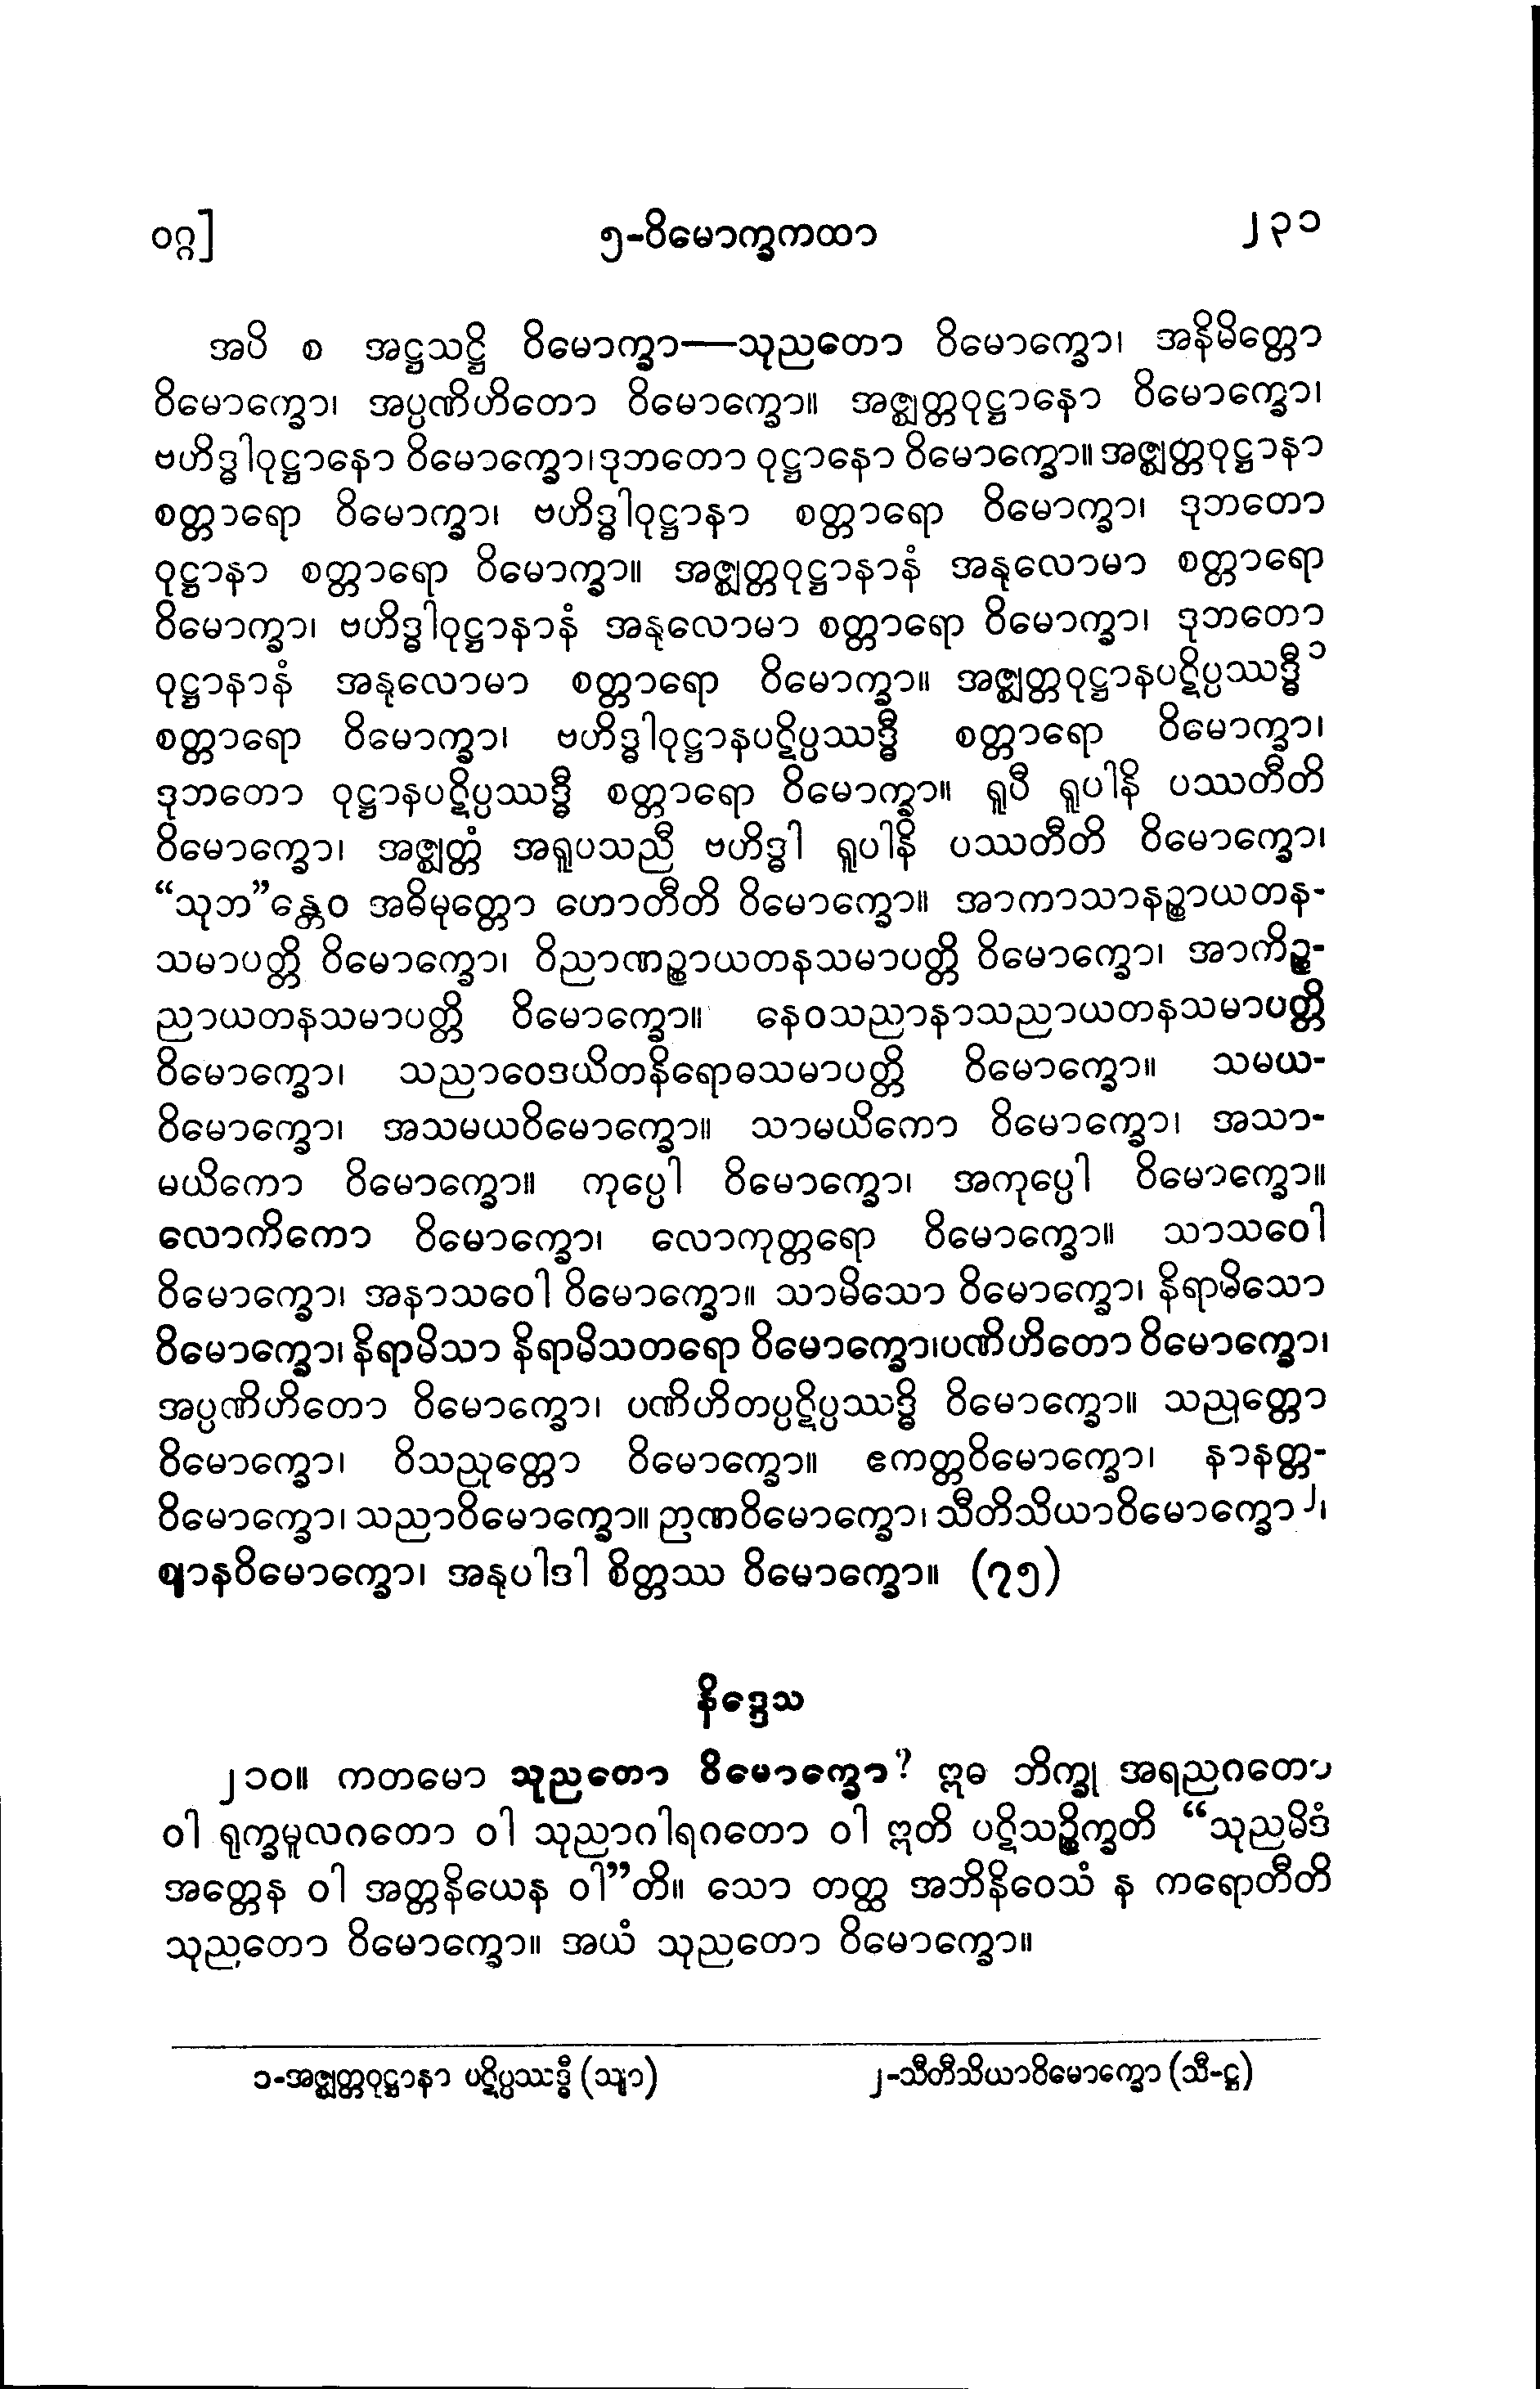 ဝဂ္ဂ]
၅-ဝိမောက္ခကထာ
၂၃၁
အပိ စ အဋ္ဌသဋ္ဌိ ဝိမောက္ခာ—သုညတော ဝိမောက္ခော၊ အနိမိတ္တော
ဝိမောက္ခော၊ အပ္ပဏိဟိတော ဝိမောက္ခော။ အဇ္ဈတ္တဝုဋ္ဌာနော ဝိမောက္ခော၊
ဗဟိဒ္ဓါဝုဋ္ဌာနော ဝိမောက္ခော၊ ဒုဘတော ဝုဋ္ဌာနော ဝိမောက္ခော။ အဇ္ဈတ္တဝုဋ္ဌာနာ
စတ္တာရော ဝိမောက္ခာ၊ ဗဟိဒ္ဓါဝုဋ္ဌာနာ စတ္တာရော ဝိမောက္ခာ၊ ဒုဘတော
ဝုဋ္ဌာနာ စတ္တာရော ဝိမောက္ခာ။ အဇ္ဈတ္တဝုဋ္ဌာနာနံ အနုလောမာ စတ္တာရော
ဝိမောက္ခာ၊ ဗဟိဒ္ဓါဝုဋ္ဌာနာနံ အနုလောမာ စတ္တာရော ဝိမောက္ခာ၊ ဒုဘတော
ဝုဋ္ဌာနာနံ အနုလောမာ စတ္တာရော ဝိမောက္ခာ။ အဇ္ဈတ္တဝုဋ္ဌာနပဋိပ္ပဿဒ္ဓီ ၁
စတ္တာရော ဝိမောက္ခာ၊ ဗဟိဒ္ဓါဝုဋ္ဌာနပဋိပ္ပဿဒ္ဓီ စတ္တာရော ဝိမောက္ခာ၊
ဒုဘတော ဝုဋ္ဌာနပဋိပ္ပဿဒ္ဓီ စတ္တာရော ဝိမောက္ခာ။ ရူပီ ရူပါနိ ပဿတီတိ
ဝိမောက္ခော၊ အဇ္ဈတ္တံ အရူပသညီ ဗဟိဒ္ဓါ ရူပါနိ ပဿတီတိ ဝိမောက္ခော၊
“သုဘ”န္တေဝ အဓိမုတ္တော ဟောတီတိ ဝိမောက္ခော။ အာကာသာနဉ္စာယတန-
သမာပတ္တိ ဝိမောက္ခော၊ ဝိညာဏဉ္စာယတနသမာပတ္တိ ဝိမောက္ခော၊ အာကိဉ္စ-
ညာယတနသမာပတ္တိ ဝိမောက္ခော။ နေဝသညာနာသညာယတနသမာပတ္တိ
ဝိမောက္ခော၊ သညာဝေဒယိတနိရောဓသမာပတ္တိ ဝိမောက္ခော။ သမယ-
ဝိမောက္ခော၊ အသမယဝိမောက္ခော။ သာမယိကော ဝိမောက္ခော၊ အသာ-
မယိကော ဝိမောက္ခော။ ကုပ္ပေါ ဝိမောက္ခော၊ အကုပ္ပေါ ဝိမောက္ခော။
လောကိကော ဝိမောက္ခော၊ လောကုတ္တရော ဝိမောက္ခော။ သာသဝေါ
ဝိမောက္ခော၊ အနာသဝေါ ဝိမောက္ခော။ သာမိသော ဝိမောက္ခော၊ နိရာမိသော
ဝိမောက္ခော၊ နိရာမိသာ နိရာမိသတရော ဝိမောက္ခော၊ ပဏိဟိတော ဝိမောက္ခော၊
အပ္ပဏိဟိတော ဝိမောက္ခော၊ ပဏိဟိတပ္ပဋိပ္ပဿဒ္ဓိ ဝိမောက္ခော။ သညုတ္တော
ဝိမောက္ခော၊ ဝိသညုတ္တော ဝိမောက္ခော။ ဧကတ္တဝိမောက္ခော၊ နာနတ္တ-
ဝိမောက္ခော၊ သညာဝိမောက္ခော။ ဉာဏဝိမောက္ခော၊ သီတိသိယာဝိမောက္ခော ၂၊
ဈာနဝိမောက္ခော၊ အနုပါဒါ စိတ္တဿ ဝိမောက္ခော။ (၇၅)
နိဒ္ဒေသ
၂၁၀။ ကတမော သုညတော ဝိမောက္ခော? ဣဓ ဘိက္ခု အရညဂတော
ဝါ ရုက္ခမူလဂတော ဝါ သုညာဂါရဂတော ဝါ ဣတိ ပဋိသဉ္စိက္ခတိ “သုညမိဒံ
အတ္တေန ဝါ အတ္တနိယေန ဝါ”တိ။ သော တတ္ထ အဘိနိဝေသံ န ကရောတီတိ
သုညတော ဝိမောက္ခော။ အယံ သုညတော ဝိမောက္ခော။
၁-အဇ္ဈတ္တဝုဋ္ဌာနာ ပဋိပ္ပဿဒ္ဓီ (သျာ)
၂-သီတိသိယာဝိမောက္ခော (သီ-ဋ္ဌ)